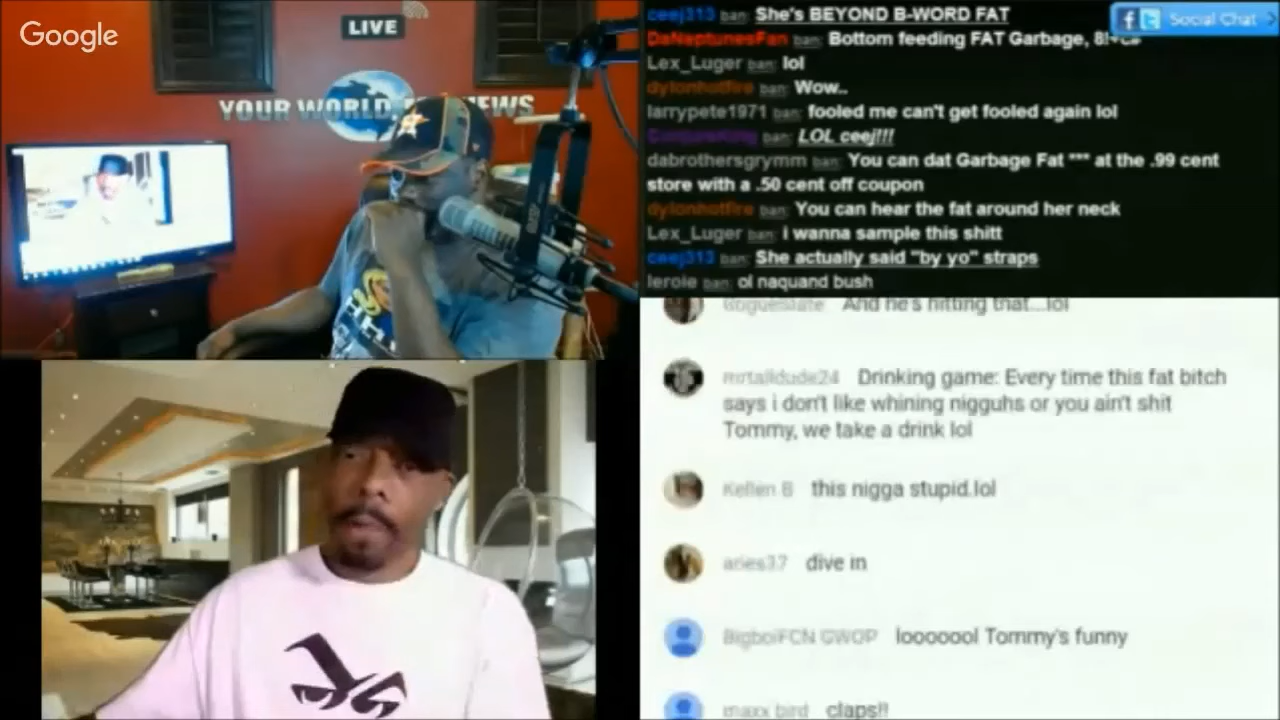 Google
LIVE
YOUR WORLD NEWS
Social Chat
ceej313 ban: She's BEYOND B-WORD FAT
DaNeptunesFan ban: Bottom feeding FAT Garbage,
Lex_Luger ban: lol
dylonhotfire ban: Wow..
larrypete1971 ban: fooled me can't get fooled again lol
ban: LOL ceej!!!
dabrothersgrymm ban: You can dat Garbage Fat *** at the .99 cent
store with a .50 cent off coupon
dylonhotfire ban: You can hear the fat around her neck
Lex_Luger ban: i wanna sample this shitt
ceej313 ban: She actually said "by yo" straps
lerole ban: ol naquand bush
And he's hitting that...lol
mrtalldude24 Drinking game: Every time this fat bitch
says i don't like whining nigguhs or you ain't shit
Tommy, we take a drink lol
Kellen B this nigga stupid.lol
aries37 dive in
BigboiFCN GWOP looooool Tommy's funny
maxx bird claps!!